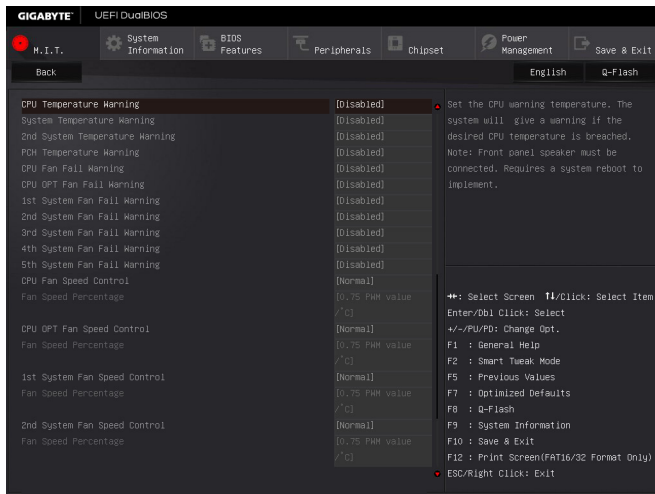 GIGABYTE™ UEFI DualBIOS
M.I.T.
System Information
BIOS Features
Peripherals
Chipset
Power Management
Save & Exit
Back
English
Q-Flash
CPU Temperature Warning [Disabled]
System Temperature Warning [Disabled]
2nd System Temperature Warning [Disabled]
PCH Temperature Warning [Disabled]
CPU Fan Fail Warning [Disabled]
CPU OPT Fan Fail Warning [Disabled]
1st System Fan Fail Warning [Disabled]
2nd System Fan Fail Warning [Disabled]
3rd System Fan Fail Warning [Disabled]
4th System Fan Fail Warning [Disabled]
5th System Fan Fail Warning [Disabled]
CPU Fan Speed Control [Normal]
Fan Speed Percentage [0.75 PWM value
/°C]
CPU OPT Fan Speed Control [Normal]
Fan Speed Percentage [0.75 PWM value
/°C]
1st System Fan Speed Control [Normal]
Fan Speed Percentage [0.75 PWM value
/°C]
2nd System Fan Speed Control [Normal]
Fan Speed Percentage [0.75 PWM value
/°C]
Set the CPU warning temperature. The
system will give a warning if the
desired CPU temperature is breached.
Note: Front panel speaker must be
connected. Requires a system reboot to
implement.
→←: Select Screen ↑↓/Click: Select Item
Enter/Dbl Click: Select
+/-/PU/PD: Change Opt.
F1 : General Help
F2 : Smart Tweak Mode
F5 : Previous Values
F7 : Optimized Defaults
F8 : Q-Flash
F9 : System Information
F10 : Save & Exit
F12 : Print Screen(FAT16/32 Format Only)
ESC/Right Click: Exit